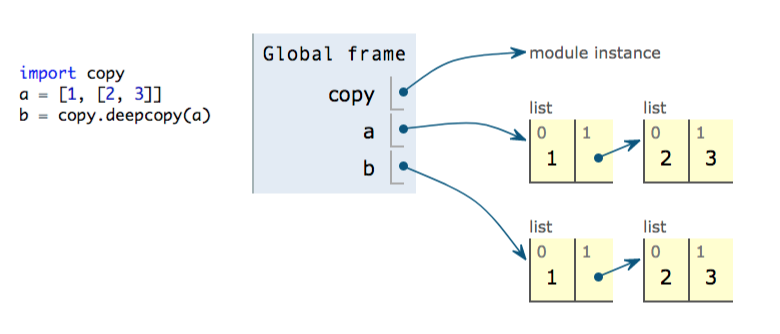 import copy
a = [1, [2, 3]]
b = copy.deepcopy(a)
Global frame
copy
a
b
module instance
list list
0 1 0 1
1 2 3
list list
0 1 0 1
1 2 3